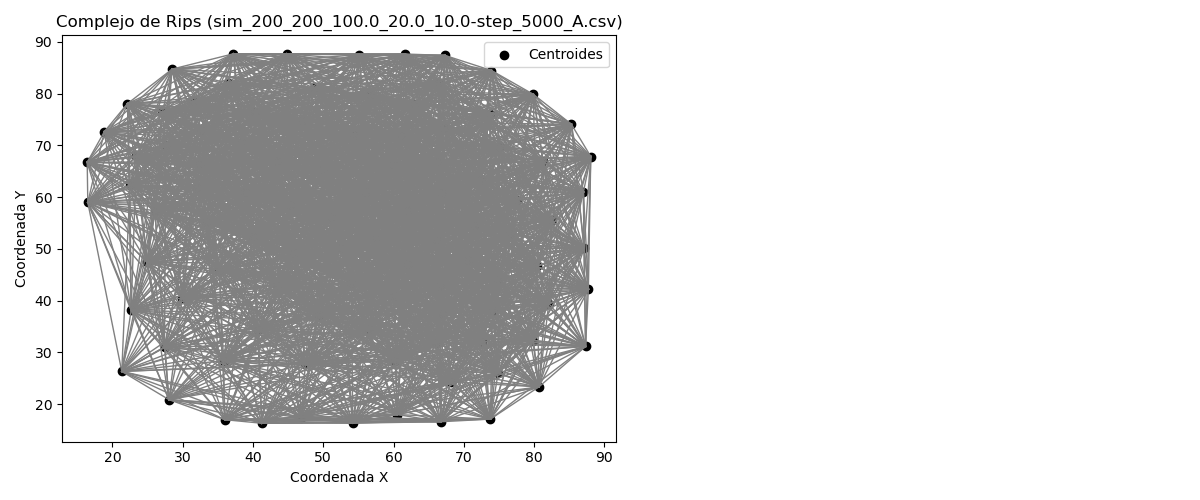 Complejo de Rips (sim_200_200_100.0_20.0_10.0-step_5000_A.csv)
Centroides
90
80
70
60
50
40
30
20
Coordenada Y
20 30 40 50 60 70 80 90
Coordenada X